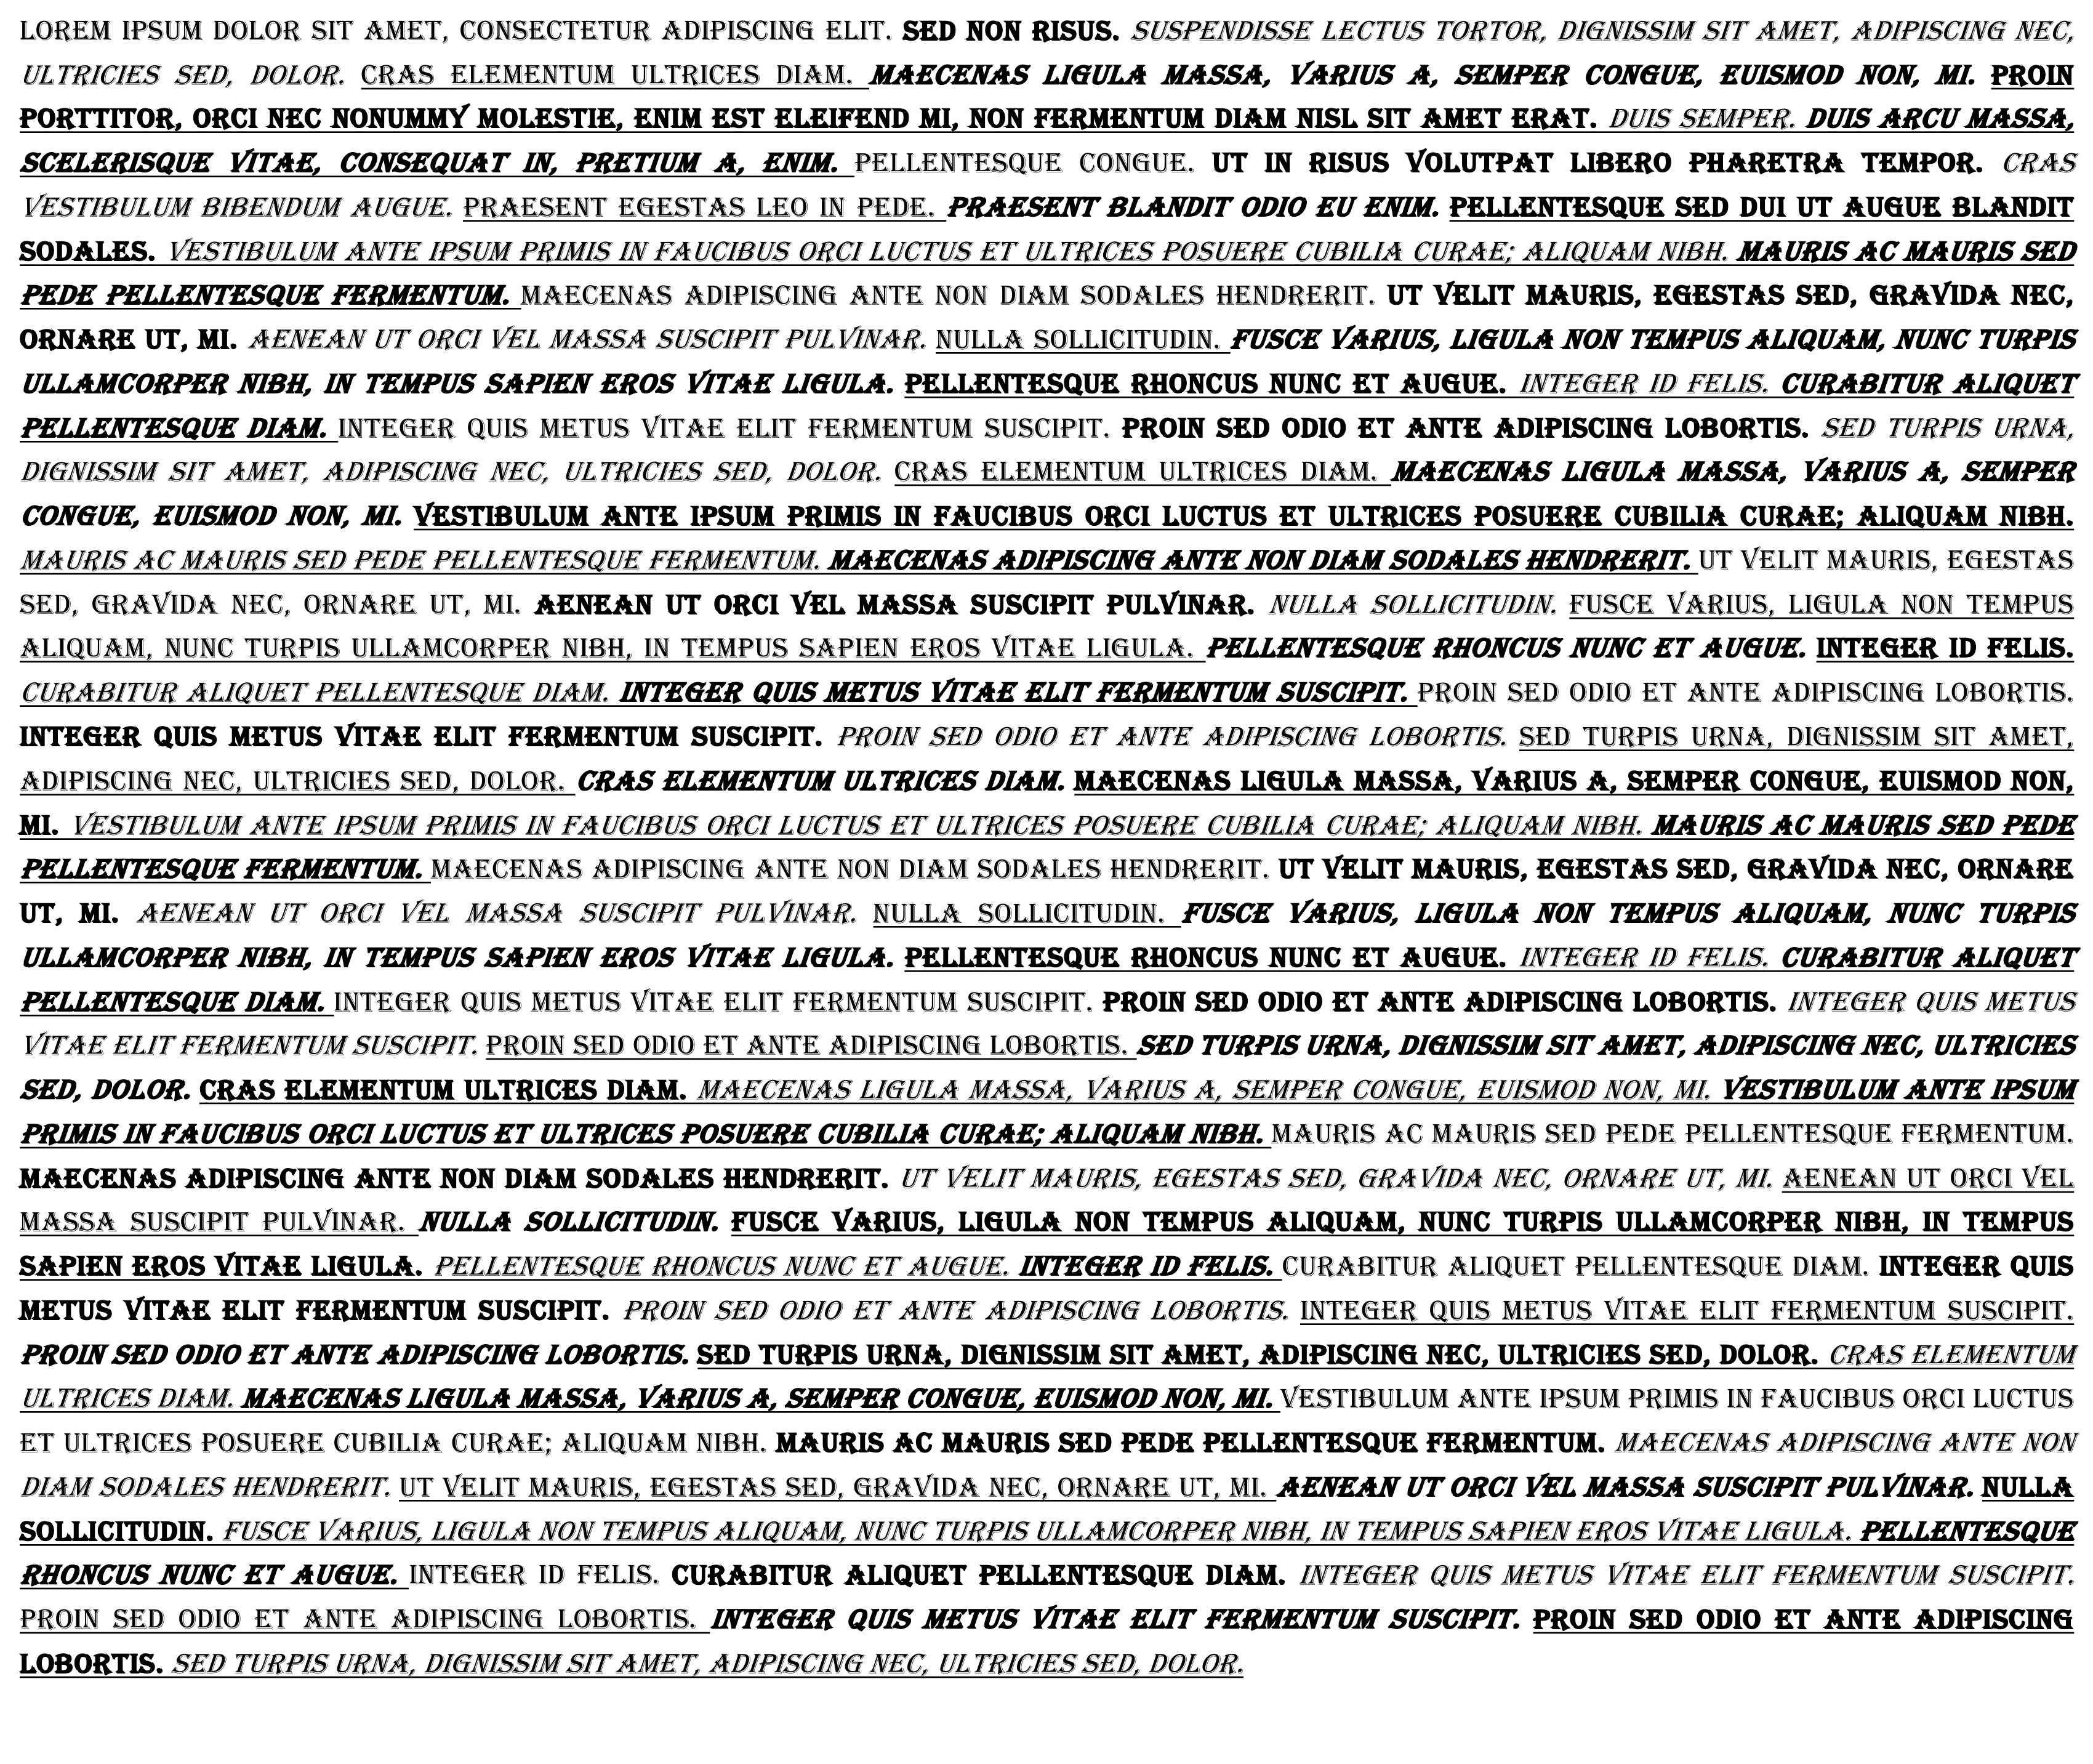 LOREM IPSUM DOLOR SIT AMET, CONSECTETUR ADIPISCING ELIT. SED NON RISUS. SUSPENDISSE LECTUS TORTOR, DIGNISSIM SIT AMET, ADIPISCING NEC,
ULTRICIES SED, DOLOR. CRAS ELEMENTUM ULTRICES DIAM. MAECENAS LIGULA MASSA, VARIUS A, SEMPER CONGUE, EUISMOD NON, MI. PROIN
PORTTITOR, ORCI NEC NONUMMY MOLESTIE, ENIM EST ELEIFEND MI, NON FERMENTUM DIAM NISL SIT AMET ERAT. DUIS SEMPER. DUIS ARCU MASSA,
SCELERISQUE VITAE, CONSEQUAT IN, PRETIUM A, ENIM. PELLENTESQUE CONGUE. UT IN RISUS VOLUTPAT LIBERO PHARETRA TEMPOR. CRAS
VESTIBULUM BIBENDUM AUGUE. PRAESENT EGESTAS LEO IN PEDE. PRAESENT BLANDIT ODIO EU ENIM. PELLENTESQUE SED DUI UT AUGUE BLANDIT
SODALES. VESTIBULUM ANTE IPSUM PRIMIS IN FAUCIBUS ORCI LUCTUS ET ULTRICES POSUERE CUBILIA CURAE; ALIQUAM NIBH. MAURIS AC MAURIS SED
PEDE PELLENTESQUE FERMENTUM. MAECENAS ADIPISCING ANTE NON DIAM SODALES HENDRERIT. UT VELIT MAURIS, EGESTAS SED, GRAVIDA NEC,
ORNARE UT, MI. AENEAN UT ORCI VEL MASSA SUSCIPIT PULVINAR. NULLA SOLLICITUDIN. FUSCE VARIUS, LIGULA NON TEMPUS ALIQUAM, NUNC TURPIS
ULLAMCORPER NIBH, IN TEMPUS SAPIEN EROS VITAE LIGULA. PELLENTESQUE RHONCUS NUNC ET AUGUE. INTEGER ID FELIS. CURABITUR ALIQUET
PELLENTESQUE DIAM. INTEGER QUIS METUS VITAE ELIT FERMENTUM SUSCIPIT. PROIN SED ODIO ET ANTE ADIPISCING LOBORTIS. SED TURPIS URNA,
DIGNISSIM SIT AMET, ADIPISCING NEC, ULTRICIES SED, DOLOR. CRAS ELEMENTUM ULTRICES DIAM. MAECENAS LIGULA MASSA, VARIUS A, SEMPER
CONGUE, EUISMOD NON, MI. VESTIBULUM ANTE IPSUM PRIMIS IN FAUCIBUS ORCI LUCTUS ET ULTRICES POSUERE CUBILIA CURAE; ALIQUAM NIBH.
MAURIS AC MAURIS SED PEDE PELLENTESQUE FERMENTUM. MAECENAS ADIPISCING ANTE NON DIAM SODALES HENDRERIT. UT VELIT MAURIS, EGESTAS
SED, GRAVIDA NEC, ORNARE UT, MI. AENEAN UT ORCI VEL MASSA SUSCIPIT PULVINAR. NULLA SOLLICITUDIN. FUSCE VARIUS, LIGULA NON TEMPUS
ALIQUAM, NUNC TURPIS ULLAMCORPER NIBH, IN TEMPUS SAPIEN EROS VITAE LIGULA. PELLENTESQUE RHONCUS NUNC ET AUGUE. INTEGER ID FELIS.
CURABITUR ALIQUET PELLENTESQUE DIAM. INTEGER QUIS METUS VITAE ELIT FERMENTUM SUSCIPIT. PROIN SED ODIO ET ANTE ADIPISCING LOBORTIS.
INTEGER QUIS METUS VITAE ELIT FERMENTUM SUSCIPIT. PROIN SED ODIO ET ANTE ADIPISCING LOBORTIS. SED TURPIS URNA, DIGNISSIM SIT AMET,
ADIPISCING NEC, ULTRICIES SED, DOLOR. CRAS ELEMENTUM ULTRICES DIAM. MAECENAS LIGULA MASSA, VARIUS A, SEMPER CONGUE, EUISMOD NON,
MI. VESTIBULUM ANTE IPSUM PRIMIS IN FAUCIBUS ORCI LUCTUS ET ULTRICES POSUERE CUBILIA CURAE; ALIQUAM NIBH. MAURIS AC MAURIS SED PEDE
PELLENTESQUE FERMENTUM. MAECENAS ADIPISCING ANTE NON DIAM SODALES HENDRERIT. UT VELIT MAURIS, EGESTAS SED, GRAVIDA NEC, ORNARE
UT, MI. AENEAN UT ORCI VEL MASSA SUSCIPIT PULVINAR. NULLA SOLLICITUDIN. FUSCE VARIUS, LIGULA NON TEMPUS ALIQUAM, NUNC TURPIS
ULLAMCORPER NIBH, IN TEMPUS SAPIEN EROS VITAE LIGULA. PELLENTESQUE RHONCUS NUNC ET AUGUE. INTEGER ID FELIS. CURABITUR ALIQUET
PELLENTESQUE DIAM. INTEGER QUIS METUS VITAE ELIT FERMENTUM SUSCIPIT. PROIN SED ODIO ET ANTE ADIPISCING LOBORTIS. INTEGER QUIS METUS
VITAE ELIT FERMENTUM SUSCIPIT. PROIN SED ODIO ET ANTE ADIPISCING LOBORTIS. SED TURPIS URNA, DIGNISSIM SIT AMET, ADIPISCING NEC, ULTRICIES
SED, DOLOR. CRAS ELEMENTUM ULTRICES DIAM. MAECENAS LIGULA MASSA, VARIUS A, SEMPER CONGUE, EUISMOD NON, MI. VESTIBULUM ANTE IPSUM
PRIMIS IN FAUCIBUS ORCI LUCTUS ET ULTRICES POSUERE CUBILIA CURAE; ALIQUAM NIBH. MAURIS AC MAURIS SED PEDE PELLENTESQUE FERMENTUM.
MAECENAS ADIPISCING ANTE NON DIAM SODALES HENDRERIT. UT VELIT MAURIS, EGESTAS SED, GRAVIDA NEC, ORNARE UT, MI. AENEAN UT ORCI VEL
MASSA SUSCIPIT PULVINAR. NULLA SOLLICITUDIN. FUSCE VARIUS, LIGULA NON TEMPUS ALIQUAM, NUNC TURPIS ULLAMCORPER NIBH, IN TEMPUS
SAPIEN EROS VITAE LIGULA. PELLENTESQUE RHONCUS NUNC ET AUGUE. INTEGER ID FELIS. CURABITUR ALIQUET PELLENTESQUE DIAM. INTEGER QUIS
METUS VITAE ELIT FERMENTUM SUSCIPIT. PROIN SED ODIO ET ANTE ADIPISCING LOBORTIS. INTEGER QUIS METUS VITAE ELIT FERMENTUM SUSCIPIT.
PROIN SED ODIO ET ANTE ADIPISCING LOBORTIS. SED TURPIS URNA, DIGNISSIM SIT AMET, ADIPISCING NEC, ULTRICIES SED, DOLOR. CRAS ELEMENTUM
ULTRICES DIAM. MAECENAS LIGULA MASSA, VARIUS A, SEMPER CONGUE, EUISMOD NON, MI. VESTIBULUM ANTE IPSUM PRIMIS IN FAUCIBUS ORCI LUCTUS
ET ULTRICES POSUERE CUBILIA CURAE; ALIQUAM NIBH. MAURIS AC MAURIS SED PEDE PELLENTESQUE FERMENTUM. MAECENAS ADIPISCING ANTE NON
DIAM SODALES HENDRERIT. UT VELIT MAURIS, EGESTAS SED, GRAVIDA NEC, ORNARE UT, MI. AENEAN UT ORCI VEL MASSA SUSCIPIT PULVINAR. NULLA
SOLLICITUDIN. FUSCE VARIUS, LIGULA NON TEMPUS ALIQUAM, NUNC TURPIS ULLAMCORPER NIBH, IN TEMPUS SAPIEN EROS VITAE LIGULA. PELLENTESQUE
RHONCUS NUNC ET AUGUE. INTEGER ID FELIS. CURABITUR ALIQUET PELLENTESQUE DIAM. INTEGER QUIS METUS VITAE ELIT FERMENTUM SUSCIPIT.
PROIN SED ODIO ET ANTE ADIPISCING LOBORTIS. INTEGER QUIS METUS VITAE ELIT FERMENTUM SUSCIPIT. PROIN SED ODIO ET ANTE ADIPISCING
LOBORTIS. SED TURPIS URNA, DIGNISSIM SIT AMET, ADIPISCING NEC, ULTRICIES SED, DOLOR.